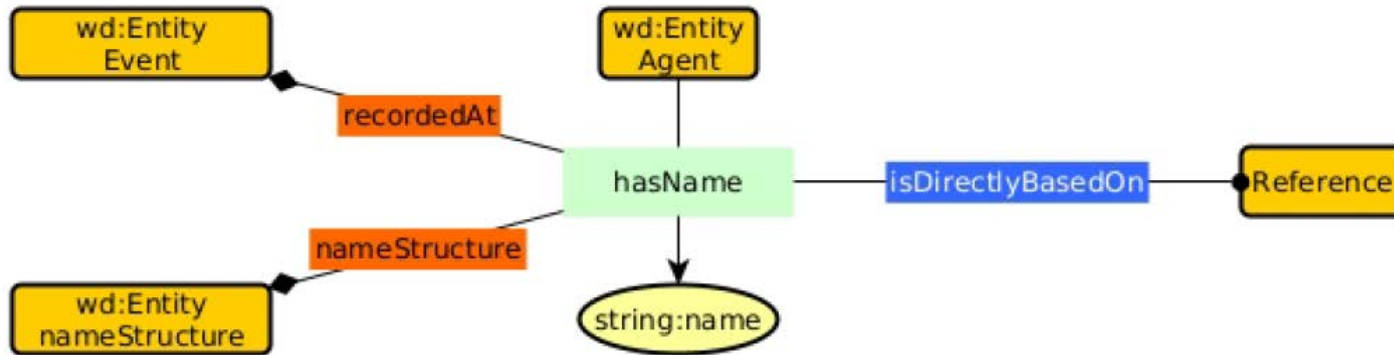 wd:Entity
Event
wd:Entity
Agent
recordedAt
hasName
isDirectlyBasedOn
Reference
nameStructure
wd:Entity
nameStructure
string:name